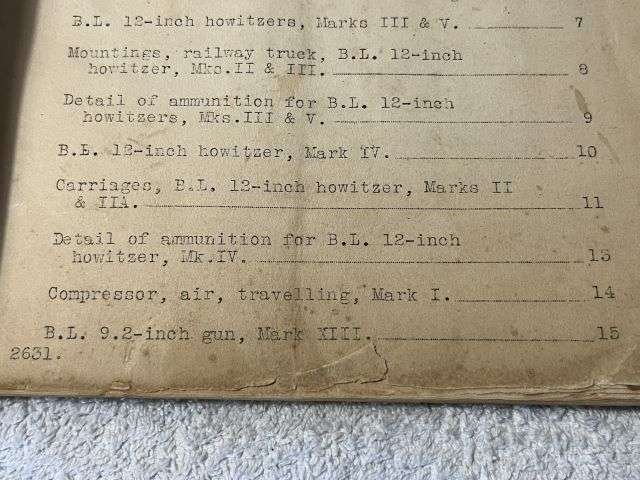 B.L. 12-inch howitzers, Marks III & V. 7
Mountings, railway truck, B.L. 12-inch
howitzer, Mks.II & III. 8
Detail of ammunition for B.L. 12-inch
howitzers, Mks.III & V. 9
B.L. 12-inch howitzer, Mark IV. 10
Carriages, B.L. 12-inch howitzer, Marks II
& IIA. 11
Detail of ammunition for B.L. 12-inch
howitzer, Mk.IV. 13
Compressor, air, travelling, Mark I. 14
B.L. 9.2-inch gun, Mark XIII. 15
2631.